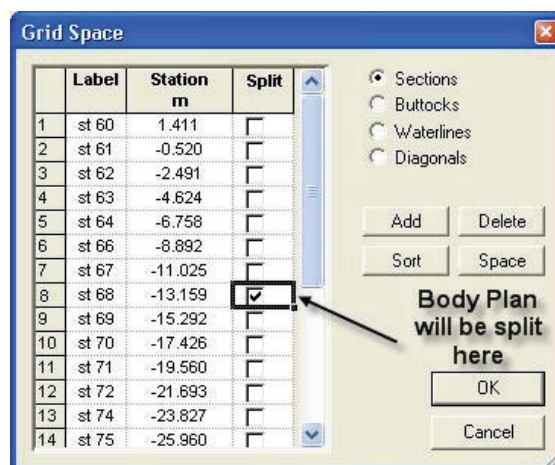 Grid Space
Label Station m Split
1 st 60 1.411
2 st 61 -0.520
3 st 62 -2.491
4 st 63 -4.624
5 st 64 -6.758
6 st 66 -8.892
7 st 67 -11.025
8 st 68 -13.159
9 st 69 -15.292
10 st 70 -17.426
11 st 71 -19.560
12 st 72 -21.693
13 st 74 -23.827
14 st 75 -25.960
Sections
Buttocks
Waterlines
Diagonals
Add Delete
Sort Space
Body Plan
will be split
here
OK
Cancel